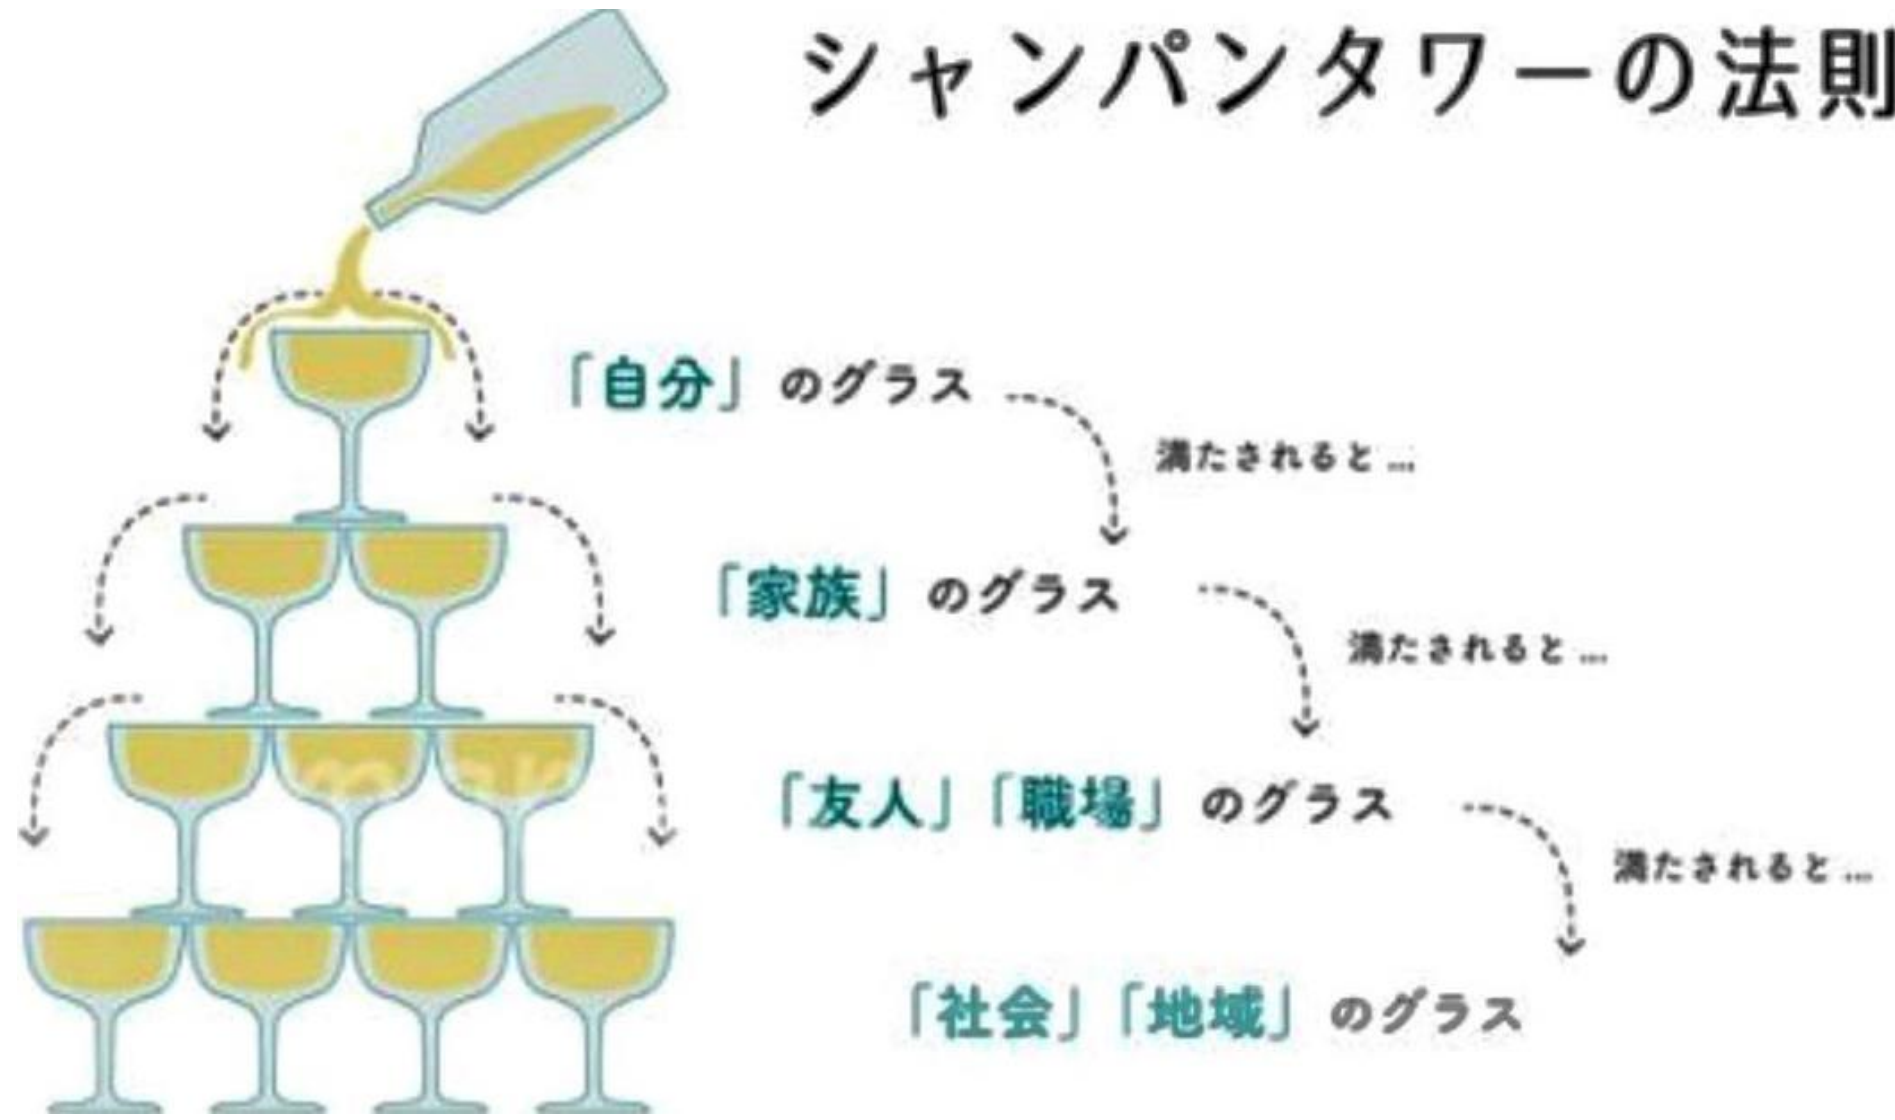 シャンパンタワーの法則
「自分」のグラス
満たされると...
「家族」のグラス
満たされると...
「友人」「職場」のグラス
満たされると...
「社会」「地域」のグラス